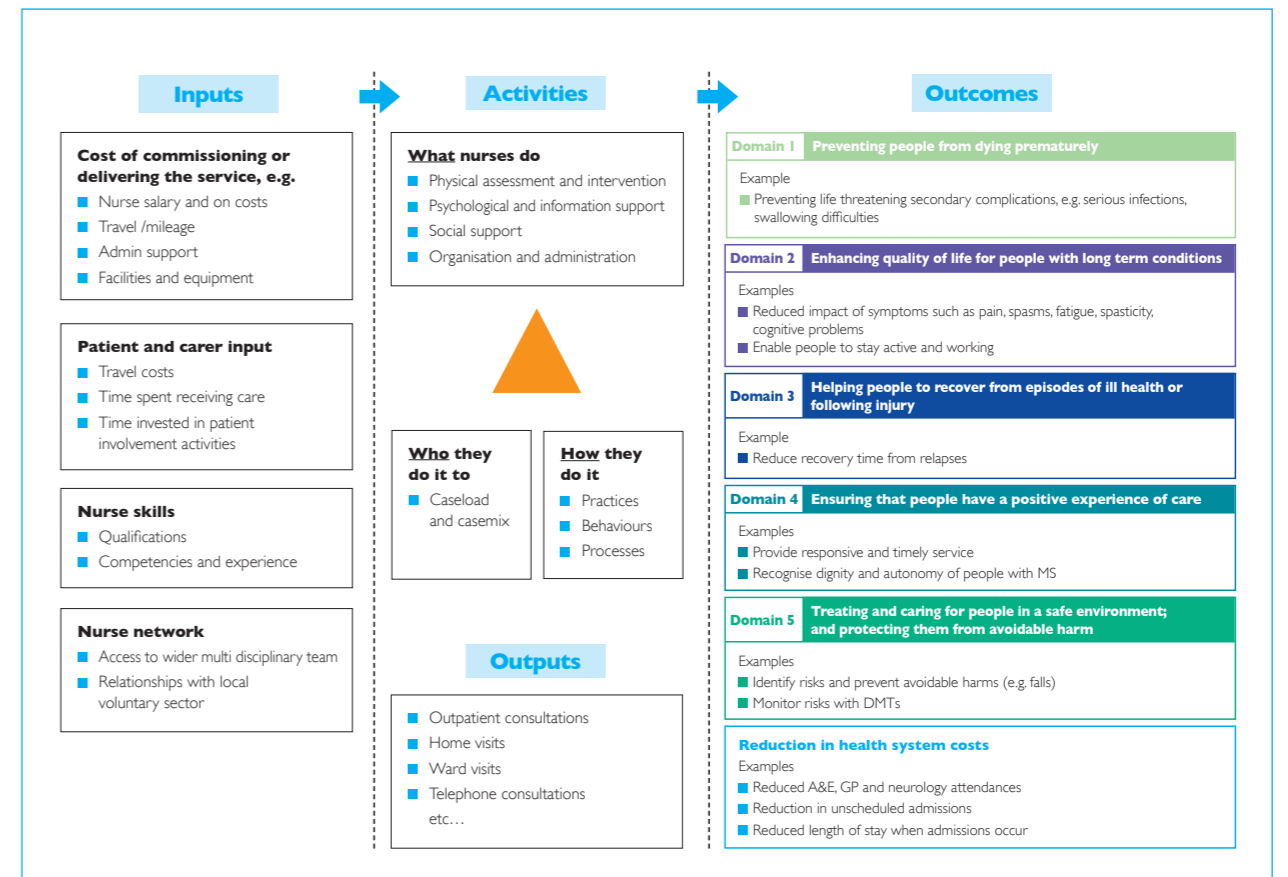 Inputs
Cost of commissioning or
delivering the service, e.g.
Nurse salary and on costs
Travel /mileage
Admin support
Facilities and equipment
Patient and carer input
Travel costs
Time spent receiving care
Time invested in patient
involvement activities
Nurse skills
Qualifications
Competencies and experience
Nurse network
Access to wider multi disciplinary team
Relationships with local
voluntary sector
Activities
What nurses do
Physical assessment and intervention
Psychological and information support
Social support
Organisation and administration
Who they
do it to
Caseload
and casemix
How they
do it
Practices
Behaviours
Processes
Outputs
Outpatient consultations
Home visits
Ward visits
Telephone consultations
etc…
Outcomes
Domain 1 Preventing people from dying prematurely
Example
Preventing life threatening secondary complications, e.g. serious infections,
swallowing difficulties
Domain 2 Enhancing quality of life for people with long term conditions
Examples
Reduced impact of symptoms such as pain, spasms, fatigue, spasticity,
cognitive problems
Enable people to stay active and working
Domain 3 Helping people to recover from episodes of ill health or
following injury
Example
Reduce recovery time from relapses
Domain 4 Ensuring that people have a positive experience of care
Examples
Provide responsive and timely service
Recognise dignity and autonomy of people with MS
Domain 5 Treating and caring for people in a safe environment;
and protecting them from avoidable harm
Examples
Identify risks and prevent avoidable harms (e.g. falls)
Monitor risks with DMTs
Reduction in health system costs
Examples
Reduced A&E, GP and neurology attendances
Reduction in unscheduled admissions
Reduced length of stay when admissions occur